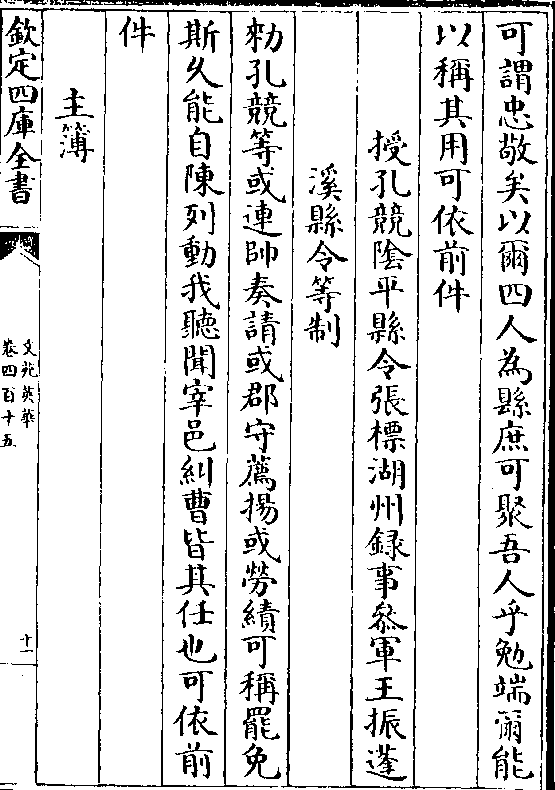 可謂忠敬矣以爾四人為縣庶可聚吾人乎勉端爾能
以稱其用可依前件
授孔競陰平縣令張標湖州録事叅軍王振蓬
溪縣令等制
勅孔競等或連帥奏請或郡守薦揚或勞績可稱罷免
斯久能自陳列動我聽聞宰邑糾曹皆其任也可依前
件
主簿
欽定四庫全書
文苑英華
卷四百十五
十一